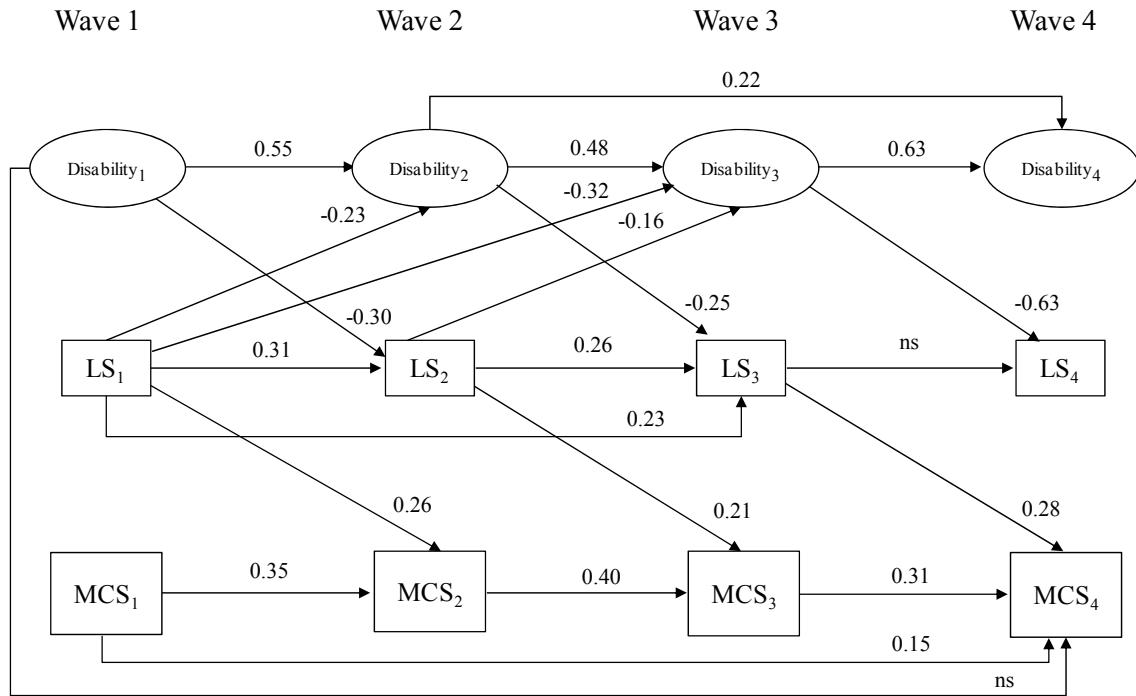 Wave 1 Wave 2 Wave 3 Wave 4
0.22
Disability₁ 0.55 Disability₂ 0.48 Disability₃ 0.63 Disability₄
-0.23 -0.32
-0.16
-0.30 -0.25 -0.63
LS₁ 0.31 LS₂ 0.26 LS₃ ns LS₄
0.23
0.26 0.21 0.28
MCS₁ 0.35 MCS₂ 0.40 MCS₃ 0.31 MCS₄
0.15
ns